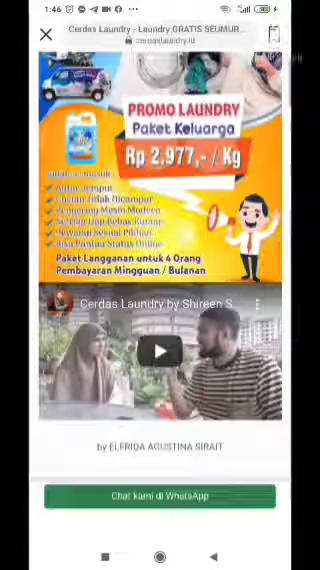 1:46
Cerdas Laundry - Laundry GRATIS SEUMUR...
cerdaslaundry.id
PROMO LAUNDRY
Paket Keluarga
Rp 2.977,- / Kg
Antar Jemput
Cucian Tidak Dicampur
Pengering Mesin Modern
Setrika Uap Bebas Kuman
Pewangi Sesuai Pilihan
Bisa Pantau Status Online
Paket Langganan untuk 4 Orang
Pembayaran Mingguan / Bulanan
Cerdas Laundry by Shireen S
by ELFRIDA AGUSTINA SIRAIT
Chat kami di WhatsApp